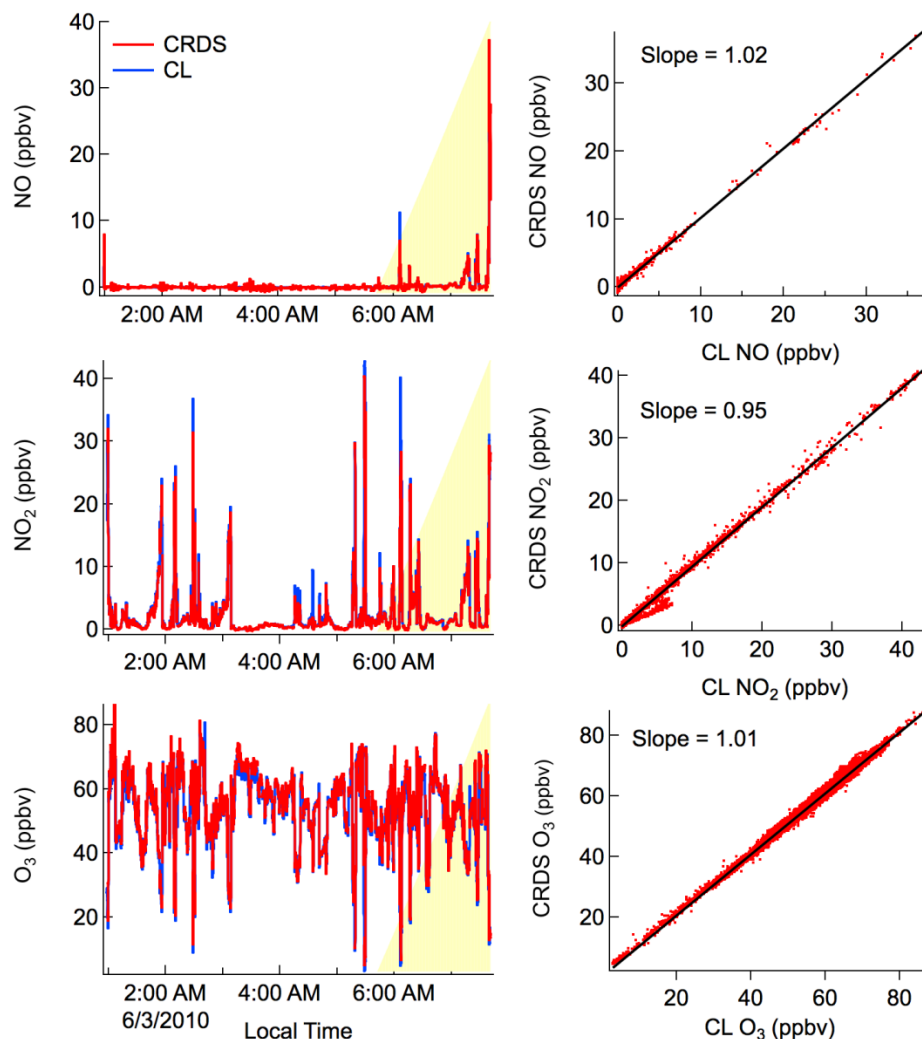 40
30
20
10
0
NO (ppbv)
CRDS
CL
2:00 AM
4:00 AM
6:00 AM
Slope = 1.02
30
20
10
0
CRDS NO (ppbv)
0
10
20
30
CL NO (ppbv)
40
30
20
10
0
NO₂ (ppbv)
2:00 AM
4:00 AM
6:00 AM
Slope = 0.95
40
30
20
10
0
CRDS NO₂ (ppbv)
0
10
20
30
40
CL NO₂ (ppbv)
80
60
40
20
O₃ (ppbv)
2:00 AM
4:00 AM
6:00 AM
6/3/2010
Local Time
Slope = 1.01
80
60
40
20
CRDS O₃ (ppbv)
20
40
60
80
CL O₃ (ppbv)